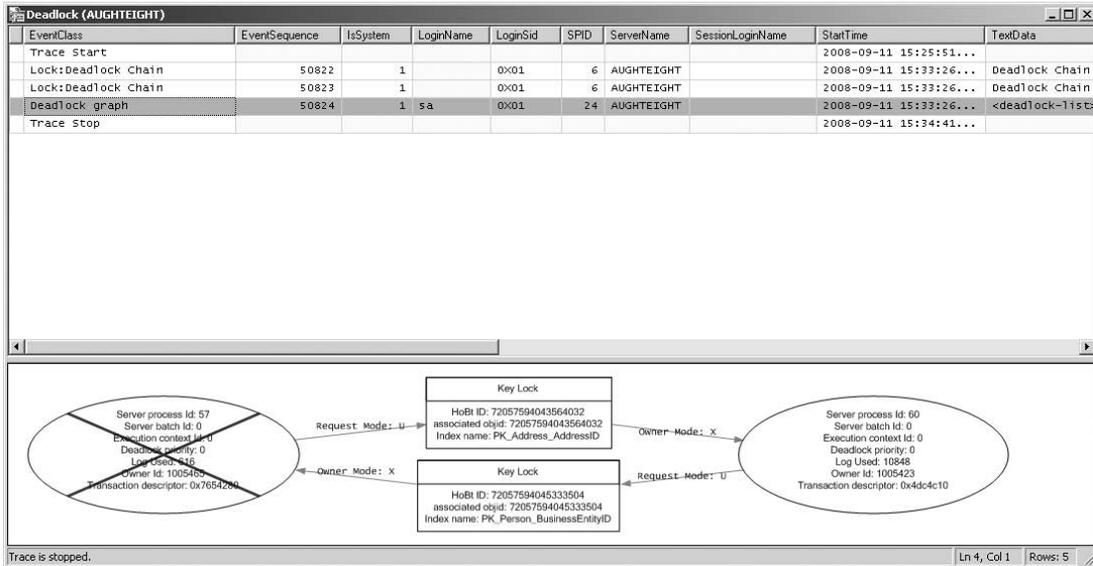 Deadlock (AUGHTEIGHT)
EventClass EventSequence IsSystem LoginName LoginSid SPID ServerName SessionLoginName StartTime TextData
Trace Start 2008-09-11 15:25:51...
Lock:Deadlock Chain 50822 1 0X01 6 AUGHTEIGHT 2008-09-11 15:33:26... Deadlock Chain
Lock:Deadlock Chain 50823 1 0X01 6 AUGHTEIGHT 2008-09-11 15:33:26... Deadlock Chain
Deadlock graph 50824 1 sa 0X01 24 AUGHTEIGHT 2008-09-11 15:33:26... <deadlock-list>
Trace Stop 2008-09-11 15:34:41...
Server process Id: 57
Server batch Id: 0
Execution context Id: 0
Deadlock priority: 0
Log Used: 616
Owner Id: 1005465
Transaction descriptor: 0x7654280
Request Mode: U
Owner Mode: X
Key Lock
HoBt ID: 72057594043564032
associated objid: 72057594043564032
Index name: PK_Address_AddressID
Key Lock
HoBt ID: 72057594045333504
associated objid: 72057594045333504
Index name: PK_Person_BusinessEntityID
Owner Mode: X
Request Mode: U
Server process Id: 60
Server batch Id: 0
Execution context Id: 0
Deadlock priority: 0
Log Used: 10848
Owner Id: 1005423
Transaction descriptor: 0x4dc4c10
Trace is stopped.
Ln 4, Col 1
Rows: 5